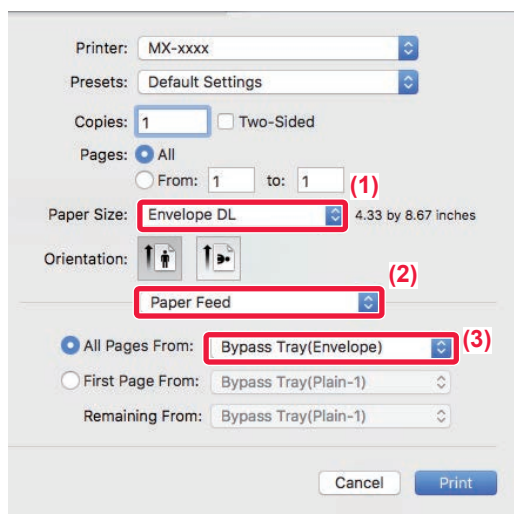 Printer: MX-xxxx
Presets: Default Settings
Copies: 1 Two-Sided
Pages: All
From: 1 to: 1
(1)
Paper Size: Envelope DL 4.33 by 8.67 inches
Orientation:
(2)
Paper Feed
All Pages From: Bypass Tray(Envelope) (3)
First Page From: Bypass Tray(Plain-1)
Remaining From: Bypass Tray(Plain-1)
Cancel Print